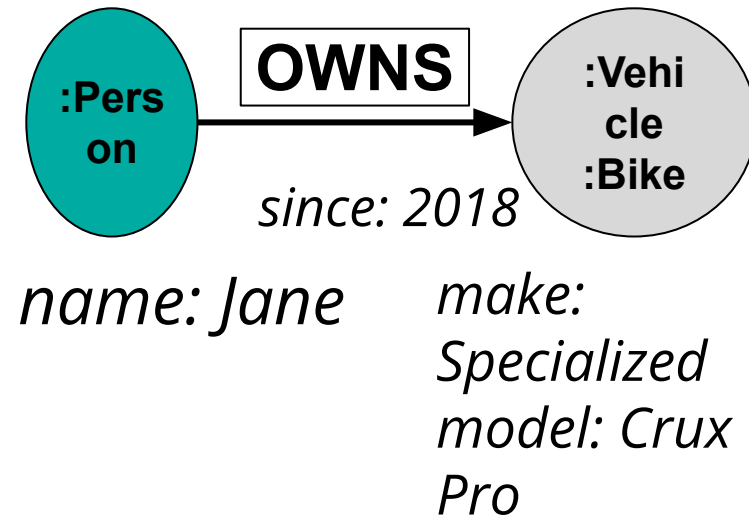 :Pers
on
OWNS
:Vehi
cle
:Bike
since: 2018
name: Jane
make:
Specialized
model: Crux
Pro